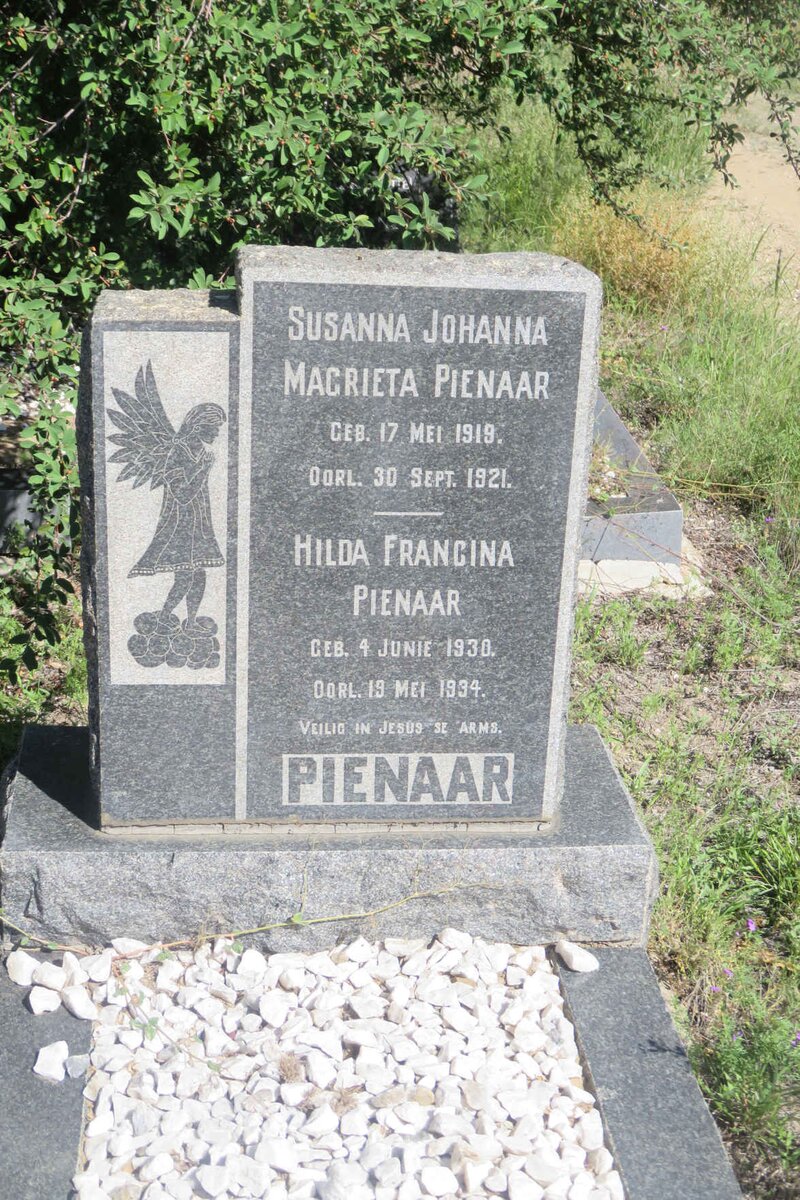 SUSANNA JOHANNA
MAGRIETA PIENAAR
GEB. 17 MEI 1919.
OORL. 30 SEPT. 1921.
HILDA FRANCINA
PIENAAR
GEB. 4 JUNIE 1930.
OORL. 19 MEI 1934.
VEILIG IN JESUS SE ARMS.
PIENAAR